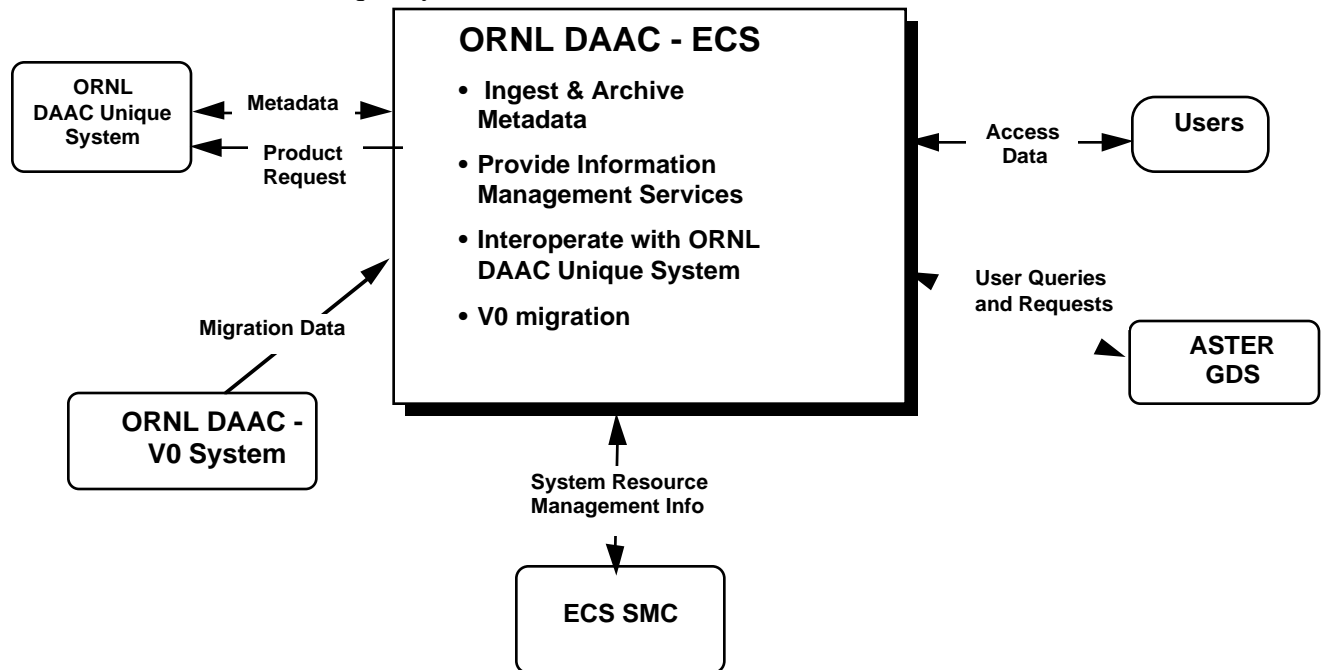 ORNL DAAC - ECS
• Ingest & Archive
Metadata
• Provide Information
Management Services
• Interoperate with ORNL
DAAC Unique System
• V0 migration
ORNL
DAAC Unique
System
Metadata
Product
Request
Migration Data
ORNL DAAC -
V0 System
Access
Data
Users
User Queries
and Requests
ASTER
GDS
System Resource
Management Info
ECS SMC